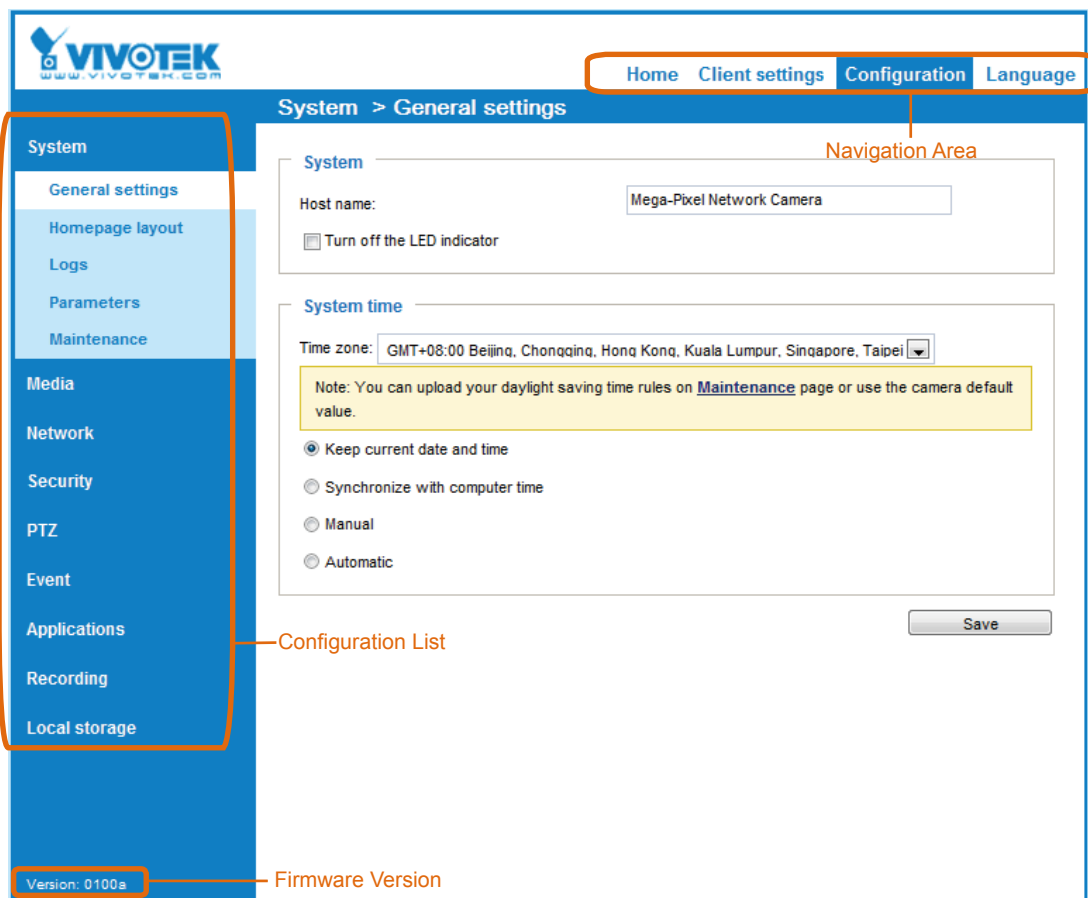 VIVOTEK
WWW.VIVOTEK.COM
Home Client settings Configuration Language
System > General settings
Navigation Area
System
General settings
Homepage layout
Logs
Parameters
Maintenance
Media
Network
Security
PTZ
Event
Applications
Recording
Local storage
Version: 0100a
System
Host name: Mega-Pixel Network Camera
Turn off the LED indicator
System time
Time zone: GMT+08:00 Beijing, Chongqing, Hong Kong, Kuala Lumpur, Singapore, Taipei
Note: You can upload your daylight saving time rules on Maintenance page or use the camera default
value.
Keep current date and time
Synchronize with computer time
Manual
Automatic
Save
Configuration List
Firmware Version